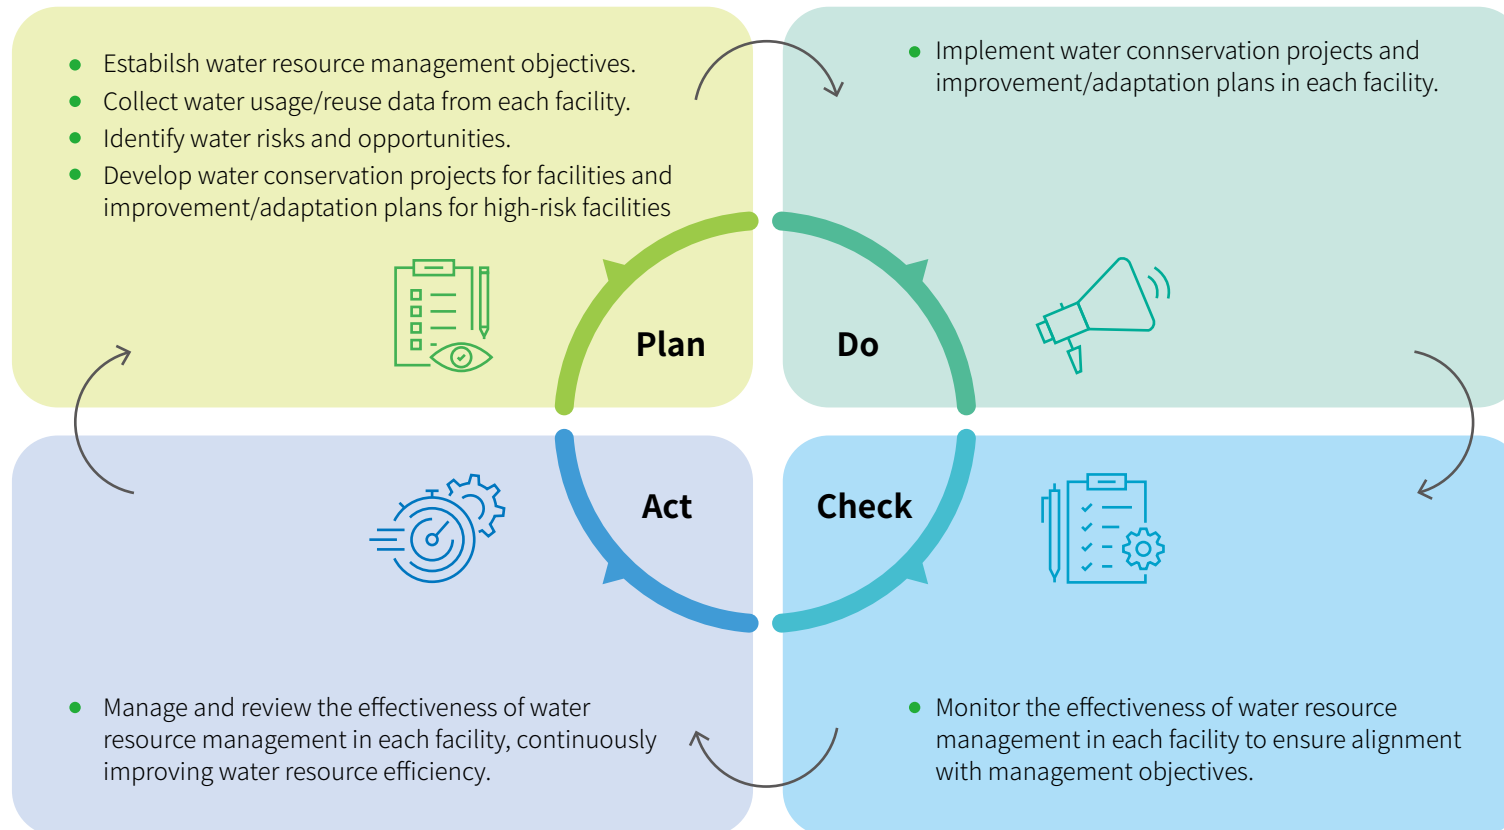 Estabilsh water resource management objectives.
Collect water usage/reuse data from each facility.
Identify water risks and opportunities.
Develop water conservation projects for facilities and
improvement/adaptation plans for high-risk facilities
Plan
Implement water connservation projects and
improvement/adaptation plans in each facility.
Do
Act
Manage and review the effectiveness of water
resource management in each facility, continuously
improving water resource efficiency.
Check
Monitor the effectiveness of water resource
management in each facility to ensure alignment
with management objectives.